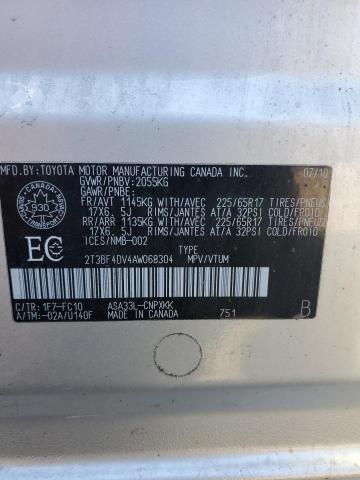 MFD. BY: TOYOTA MOTOR MANUFACTURING CANADA INC. 07/10
GVWR/PNBV: 2055KG
GAWR/PNBE:
FR/AVT 1145KG WITH/AVEC 225/65R17 TIRES/PNEUS
17X6.5J RIMS/JANTES AT/A 32PSI COLD/FROID
RR/ARR 1135KG WITH/AVEC 225/65R17 TIRES/PNEUS
17X6.5J RIMS/JANTES AT/A 32PSI COLD/FROID
1CES/NMB-002
TYPE
2T3BF4DV4AW068304 MPV/VTUM
CANADA
930
EC
C/TR: 1F7-FC10 ASA33L-CNPXKK
A/TM: -02A/U140F 751 B